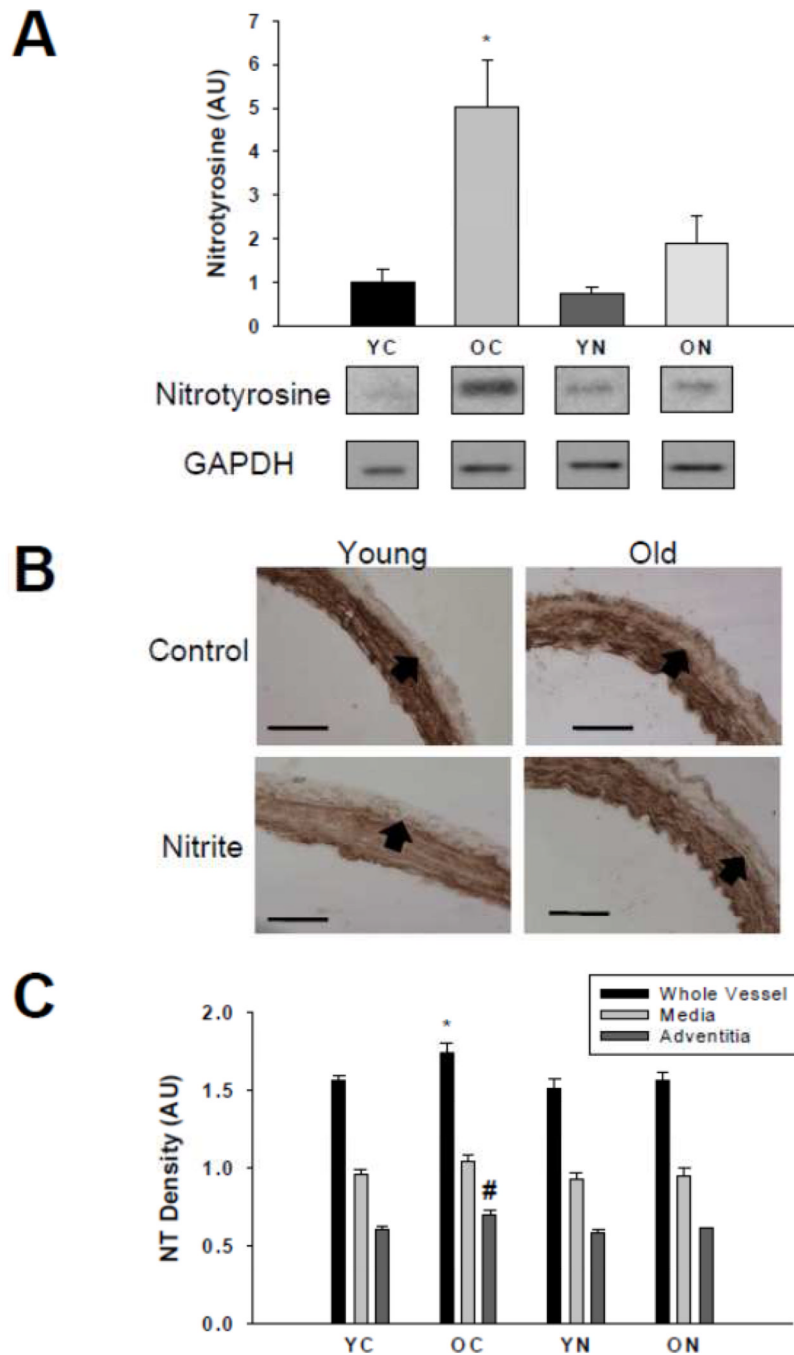 A
Nitrotyrosine (AU)
7
6
5
4
3
2
1
0
*
YC OC YN ON
Nitrotyrosine
GAPDH
B
Young Old
Control
Nitrite
C
Whole Vessel
Media
Adventitia
NT Density (AU)
2.0
1.5
1.0
0.5
0.0
*
#
YC OC YN ON